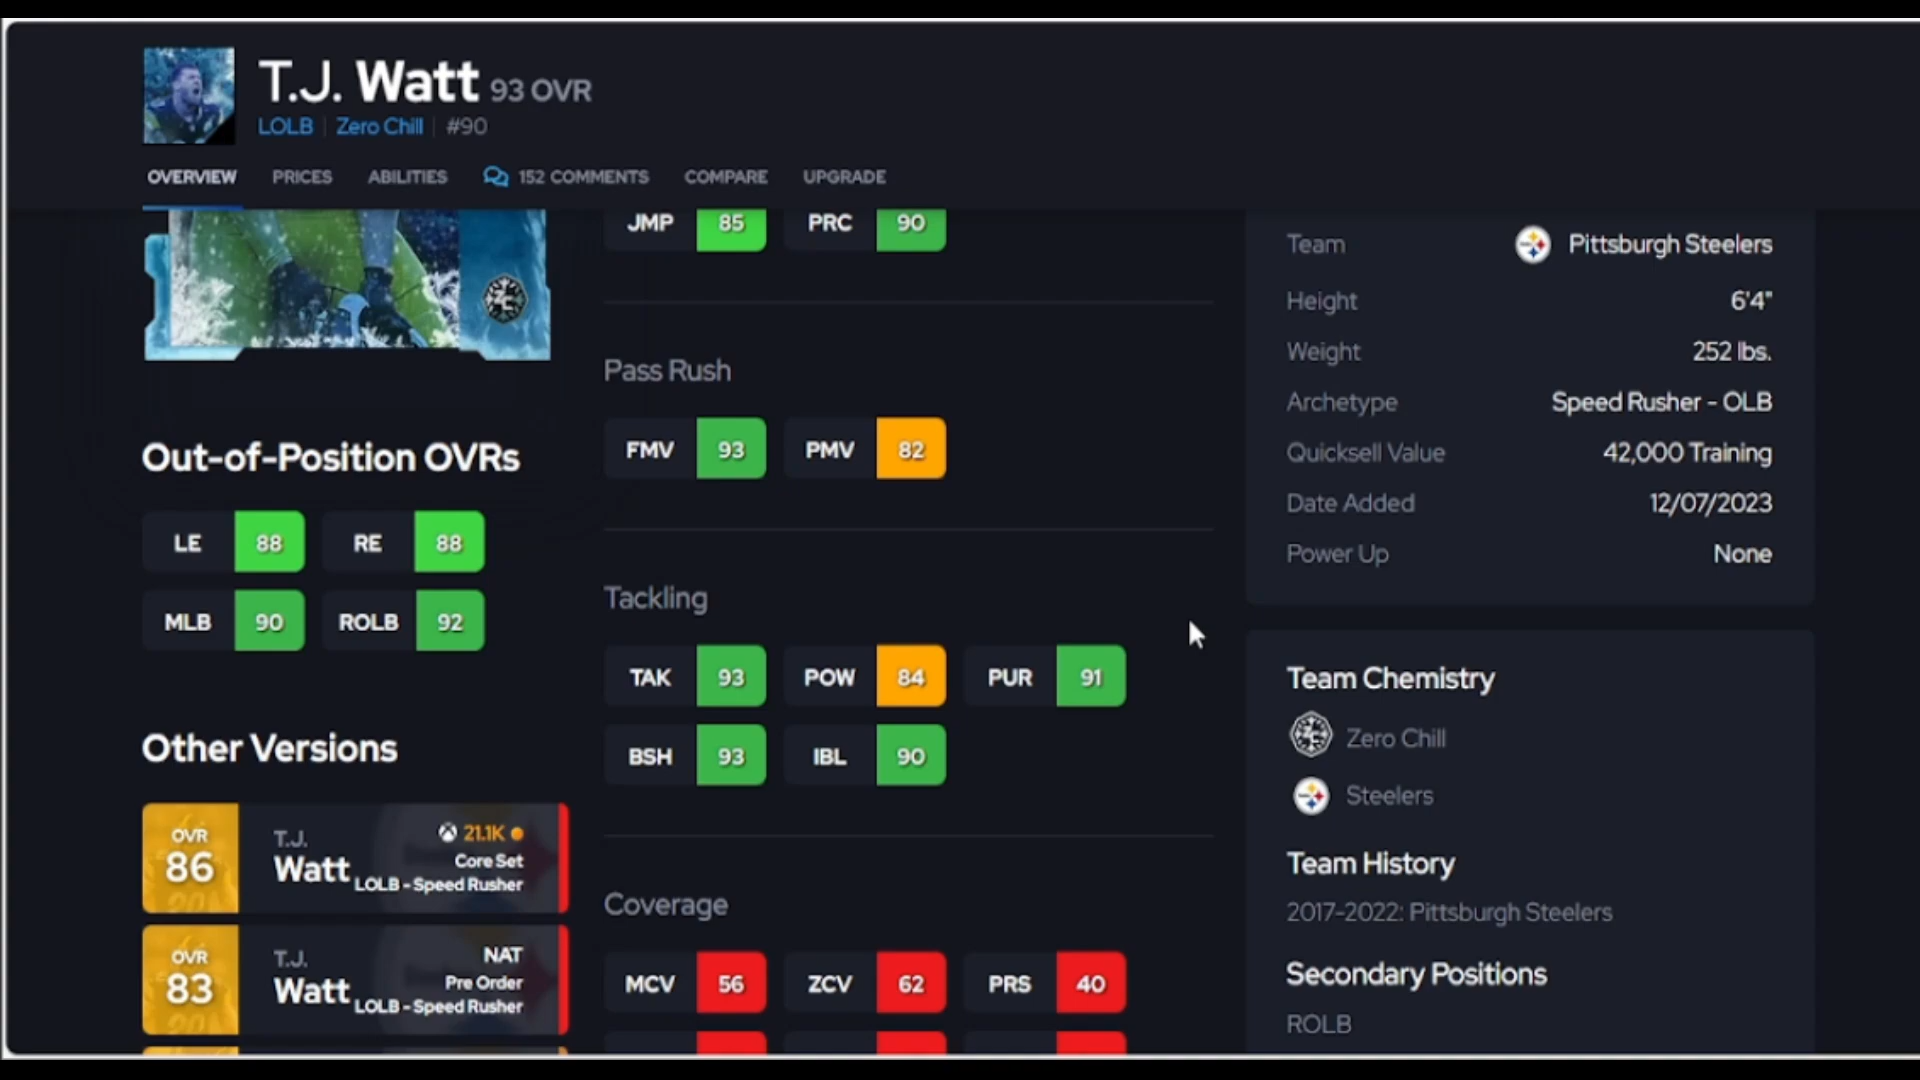 T.J. Watt 93 OVR
LOLB | Zero Chill | #90
OVERVIEW PRICES ABILITIES 152 COMMENTS COMPARE UPGRADE
JMP 85 PRC 90
Pass Rush
FMV 93 PMV 82
Tackling
TAK 93 POW 84 PUR 91
BSH 93 IBL 90
Coverage
MCV 56 ZCV 62 PRS 40
Out-of-Position OVRs
LE 88 RE 88
MLB 90 ROLB 92
Other Versions
OVR
86
T.J.
Watt
21.1K
Core Set
LOLB - Speed Rusher
OVR
83
T.J.
Watt
NAT
Pre Order
LOLB - Speed Rusher
Team Pittsburgh Steelers
Height 6'4"
Weight 252 lbs.
Archetype Speed Rusher - OLB
Quicksell Value 42,000 Training
Date Added 12/07/2023
Power Up None
Team Chemistry
Zero Chill
Steelers
Team History
2017-2022: Pittsburgh Steelers
Secondary Positions
ROLB